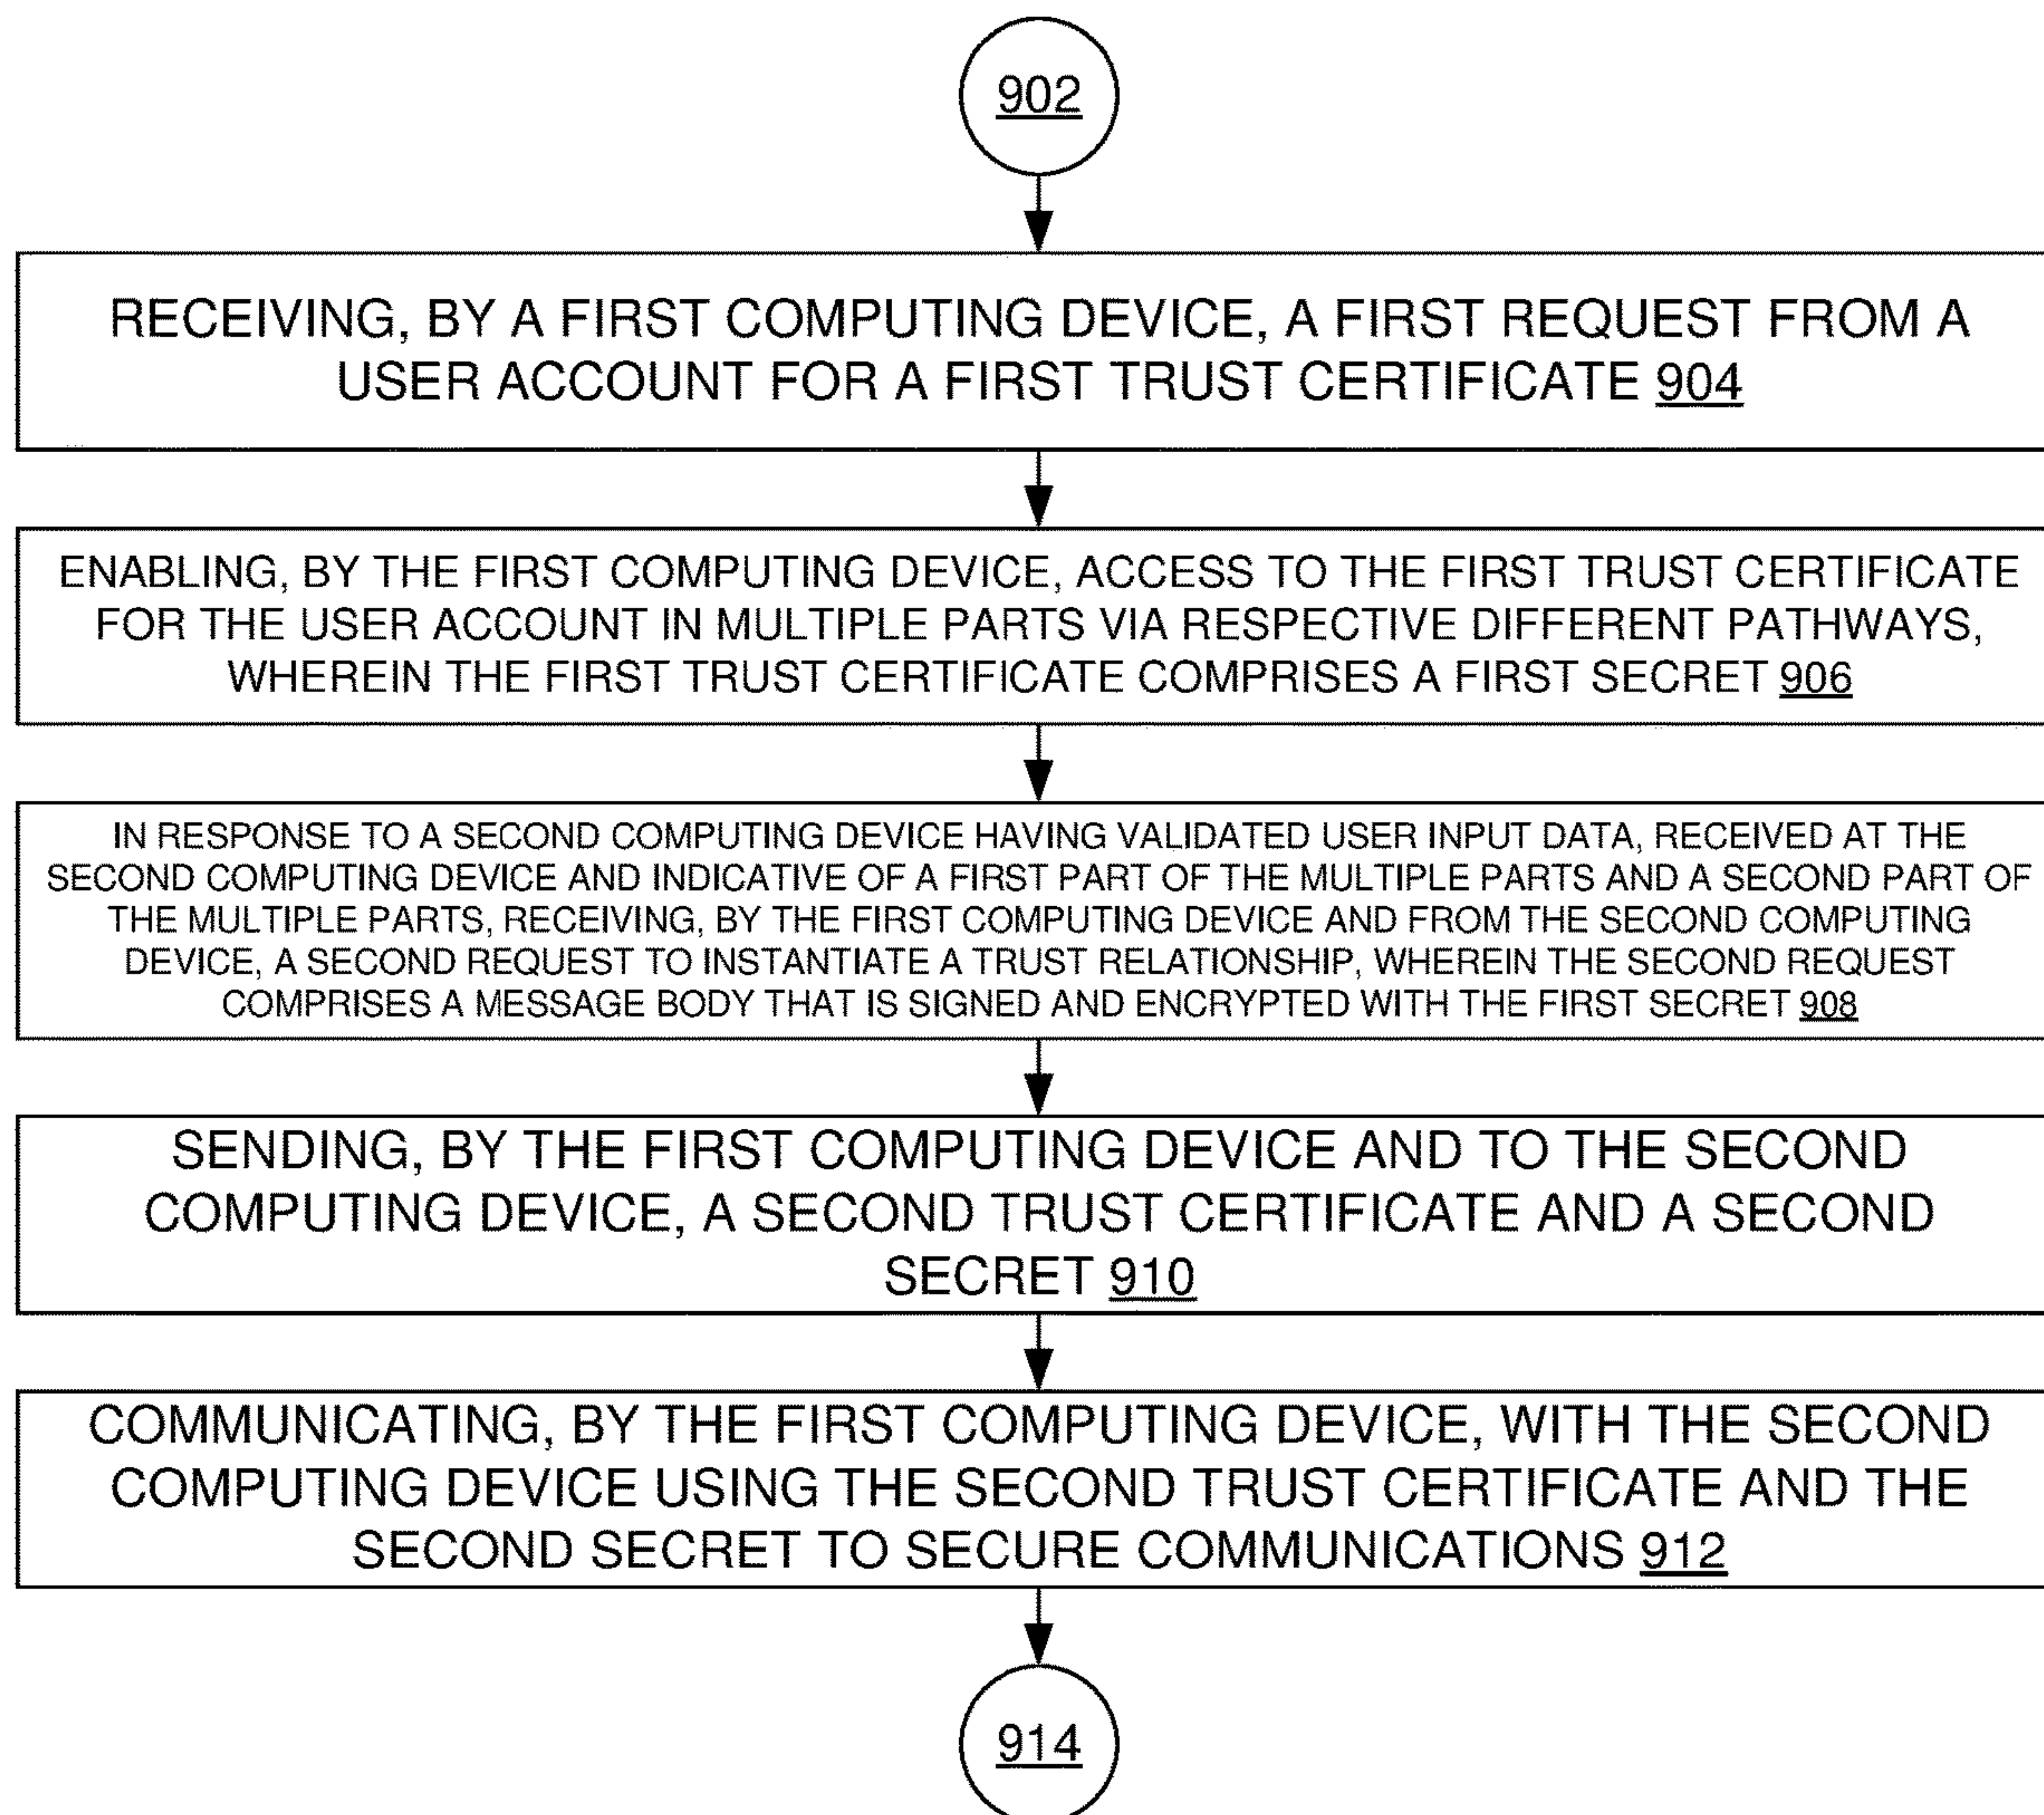 902
RECEIVING, BY A FIRST COMPUTING DEVICE, A FIRST REQUEST FROM A
USER ACCOUNT FOR A FIRST TRUST CERTIFICATE 904
ENABLING, BY THE FIRST COMPUTING DEVICE, ACCESS TO THE FIRST TRUST CERTIFICATE
FOR THE USER ACCOUNT IN MULTIPLE PARTS VIA RESPECTIVE DIFFERENT PATHWAYS,
WHEREIN THE FIRST TRUST CERTIFICATE COMPRISES A FIRST SECRET 906
IN RESPONSE TO A SECOND COMPUTING DEVICE HAVING VALIDATED USER INPUT DATA, RECEIVED AT THE
SECOND COMPUTING DEVICE AND INDICATIVE OF A FIRST PART OF THE MULTIPLE PARTS AND A SECOND PART OF
THE MULTIPLE PARTS, RECEIVING, BY THE FIRST COMPUTING DEVICE AND FROM THE SECOND COMPUTING
DEVICE, A SECOND REQUEST TO INSTANTIATE A TRUST RELATIONSHIP, WHEREIN THE SECOND REQUEST
COMPRISES A MESSAGE BODY THAT IS SIGNED AND ENCRYPTED WITH THE FIRST SECRET 908
SENDING, BY THE FIRST COMPUTING DEVICE AND TO THE SECOND
COMPUTING DEVICE, A SECOND TRUST CERTIFICATE AND A SECOND
SECRET 910
COMMUNICATING, BY THE FIRST COMPUTING DEVICE, WITH THE SECOND
COMPUTING DEVICE USING THE SECOND TRUST CERTIFICATE AND THE
SECOND SECRET TO SECURE COMMUNICATIONS 912
914